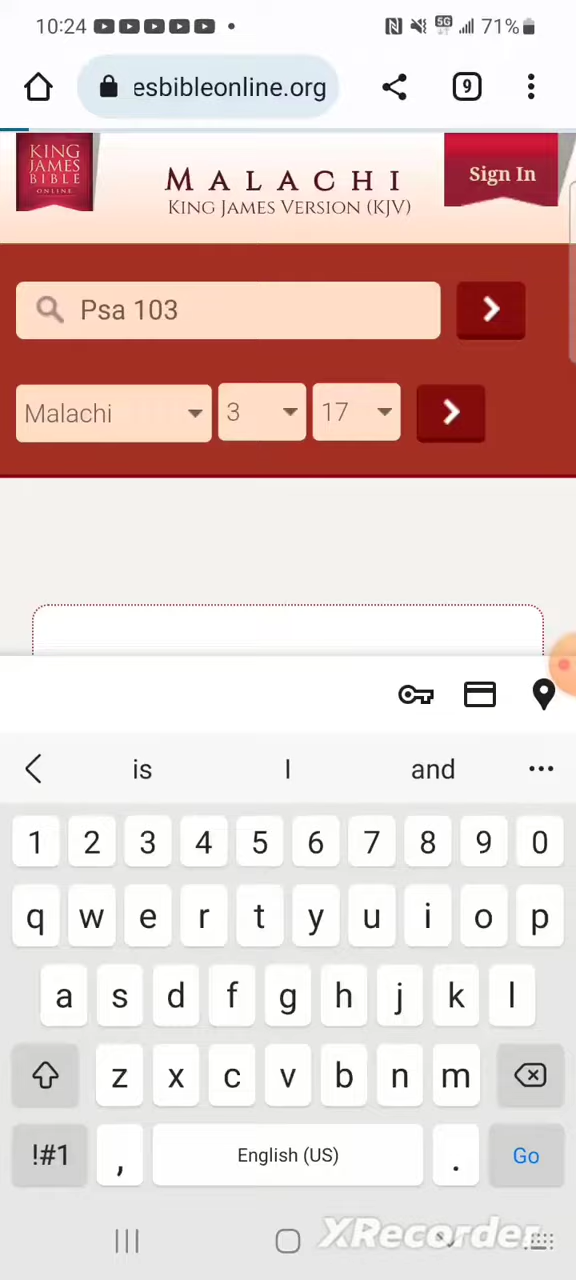 10:24
5G 71%
esbibleonline.org
9
KING
JAMES
BIBLE
ONLINE
MALACHI
KING JAMES VERSION (KJV)
Sign In
Psa 103
Malachi 3 17
is I and
1 2 3 4 5 6 7 8 9 0
q w e r t y u i o p
a s d f g h j k l
z x c v b n m
!#1 , English (US) . Go
XRecorder